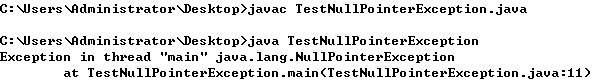 C:\Users\Administrator\Desktop>javac TestNullPointerException.java
C:\Users\Administrator\Desktop>java TestNullPointerException
Exception in thread "main" java.lang.NullPointerException
at TestNullPointerException.main(TestNullPointerException.java:11)